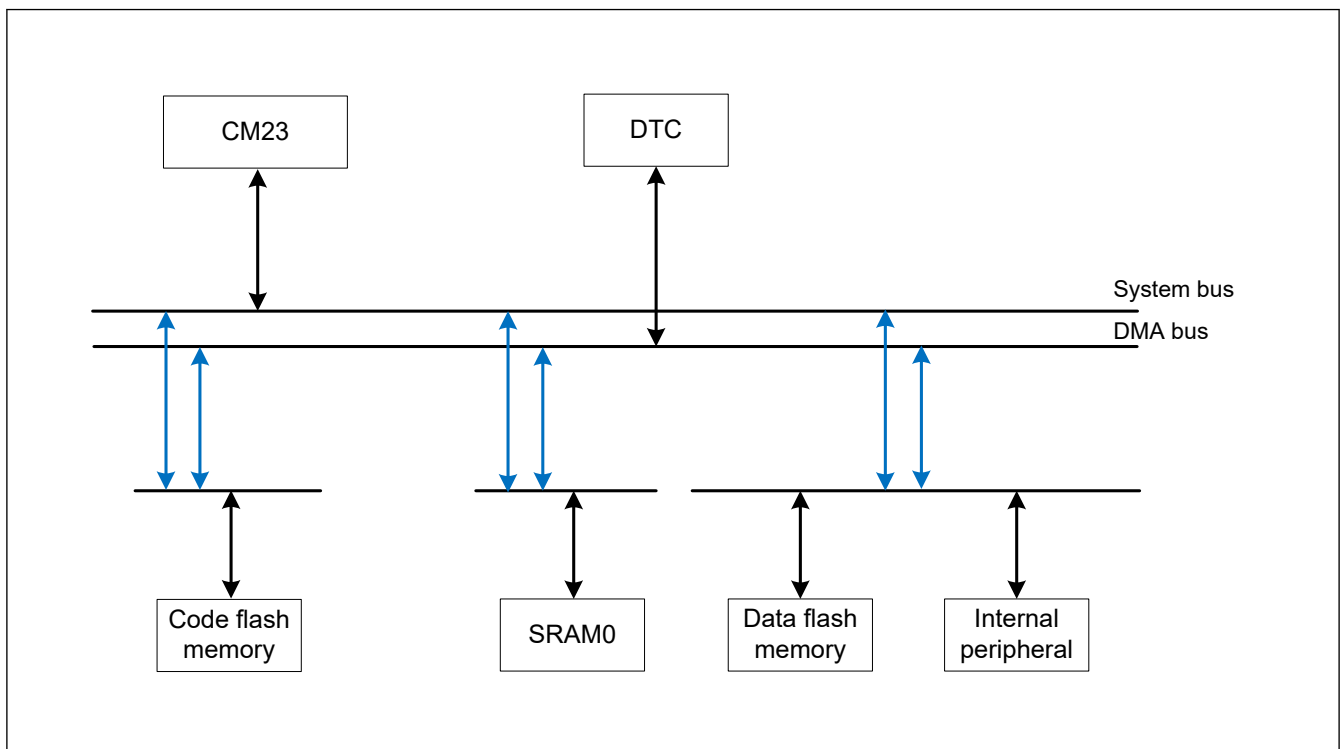 CM23
DTC
System bus
DMA bus
Code flash
memory
SRAM0
Data flash
memory
Internal
peripheral